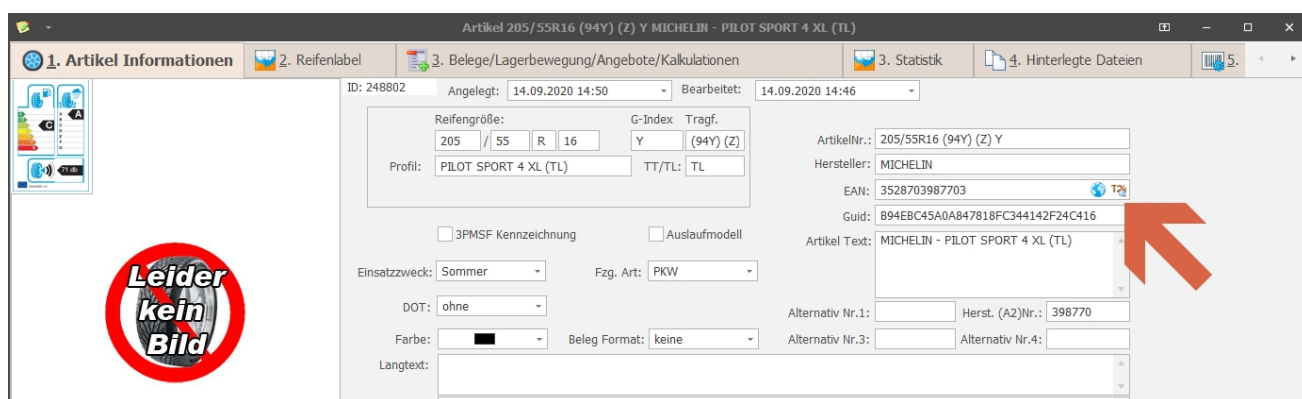 Artikel 205/55R16 (94Y) (Z) Y MICHELIN - PILOT SPORT 4 XL (TL)
1. Artikel Informationen
2. Reifenlabel
3. Belege/Lagerbewegung/Angebote/Kalkulationen
3. Statistik
4. Hinterlegte Dateien
5.
ID: 248802
Angelegt: 14.09.2020 14:50
Bearbeitet: 14.09.2020 14:46
Reifengröße: G-Index Tragf.
205 / 55 R 16 Y (94Y) (Z)
Profil: PILOT SPORT 4 XL (TL) TT/TL: TL
ArtikelNr.: 205/55R16 (94Y) (Z) Y
Hersteller: MICHELIN
EAN: 3528703987703
Guid: B94EBC45A0A847818FC344142F24C416
3PMSF Kennzeichnung
Auslaufmodell
Artikel Text: MICHELIN - PILOT SPORT 4 XL (TL)
Einsatzzweck: Sommer
Fzg. Art: PKW
DOT: ohne
Alternativ Nr.1:
Herst. (A2)Nr.: 398770
Farbe:
Beleg Format: keine
Alternativ Nr.3:
Alternativ Nr.4:
Langtext:
C
A
71 db
Leider
kein
Bild